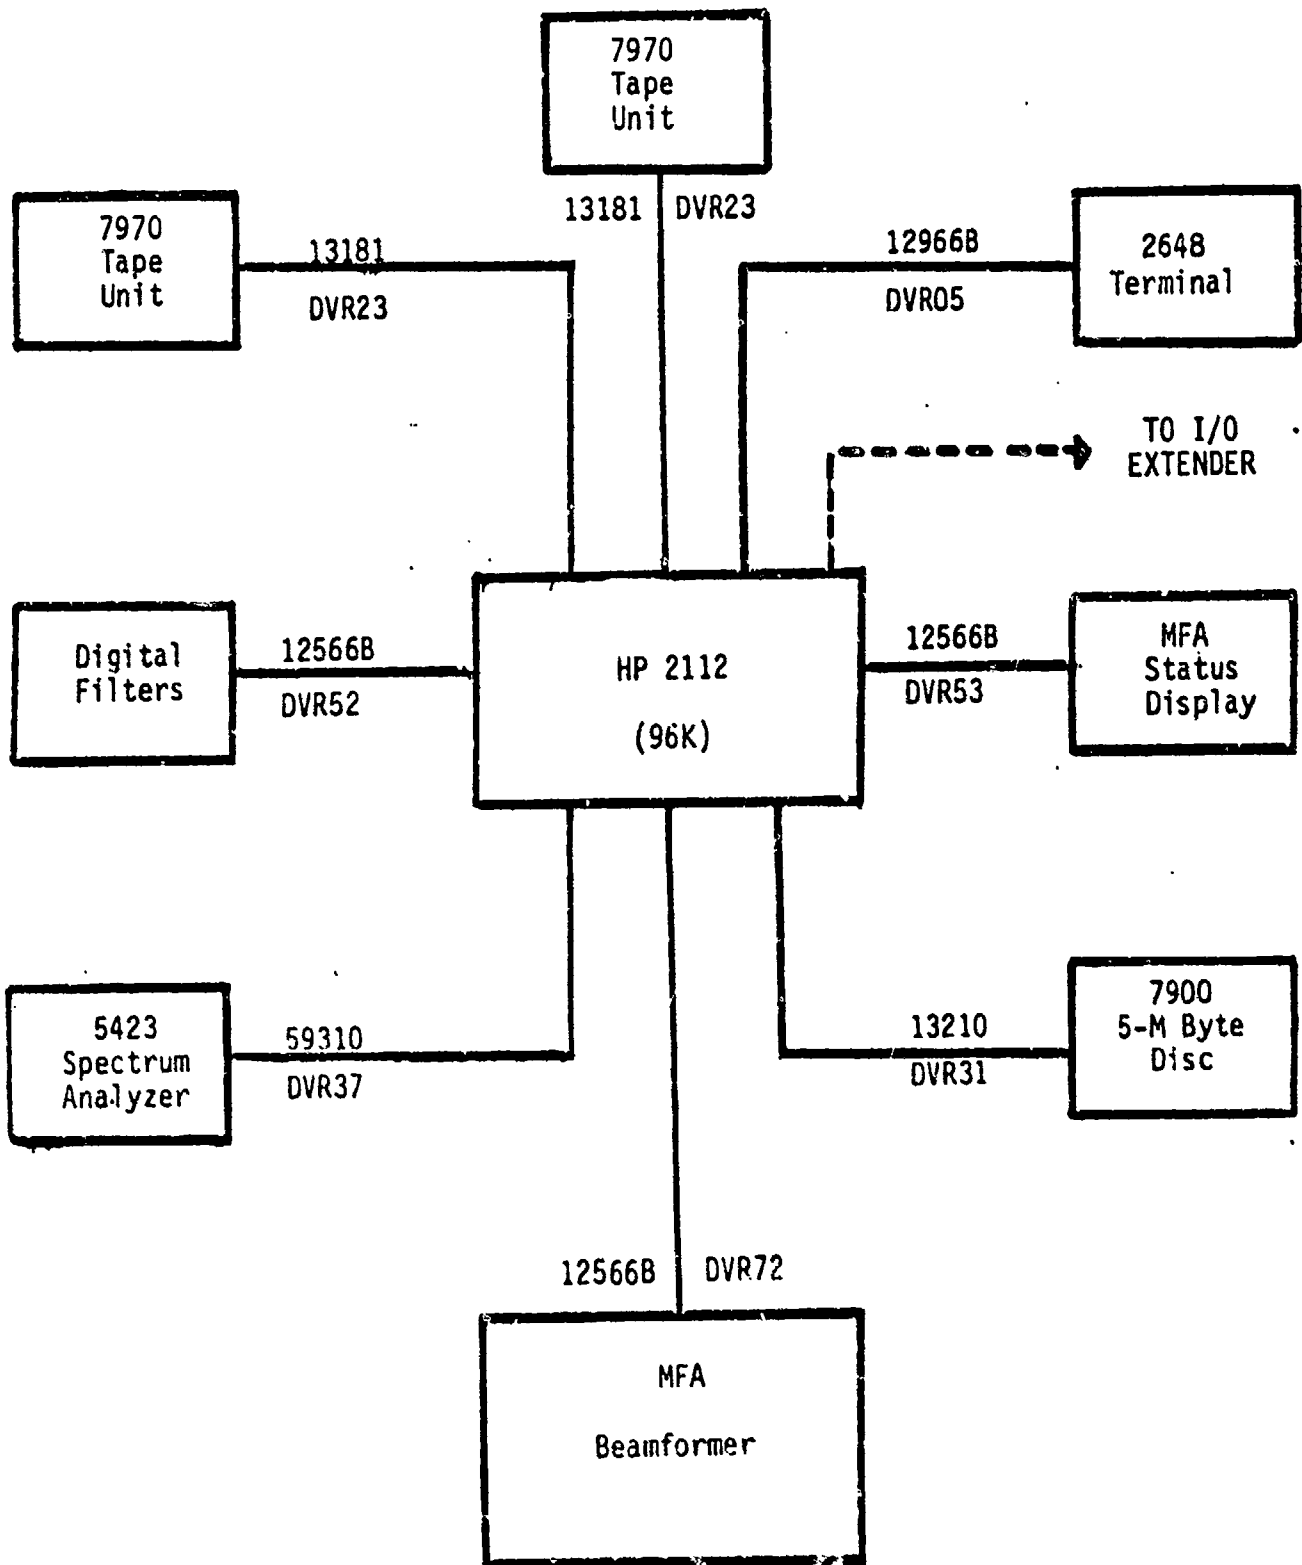 7970
Tape
Unit
13181 DVR23
7970
Tape
Unit
13181
DVR23
12966B
DVR05
2648
Terminal
TO I/O
EXTENDER
Digital
Filters
12566B
DVR52
HP 2112
(96K)
12566B
DVR53
MFA
Status
Display
5423
Spectrum
Analyzer
59310
DVR37
13210
DVR31
7900
5-M Byte
Disc
12566B DVR72
MFA
Beamformer